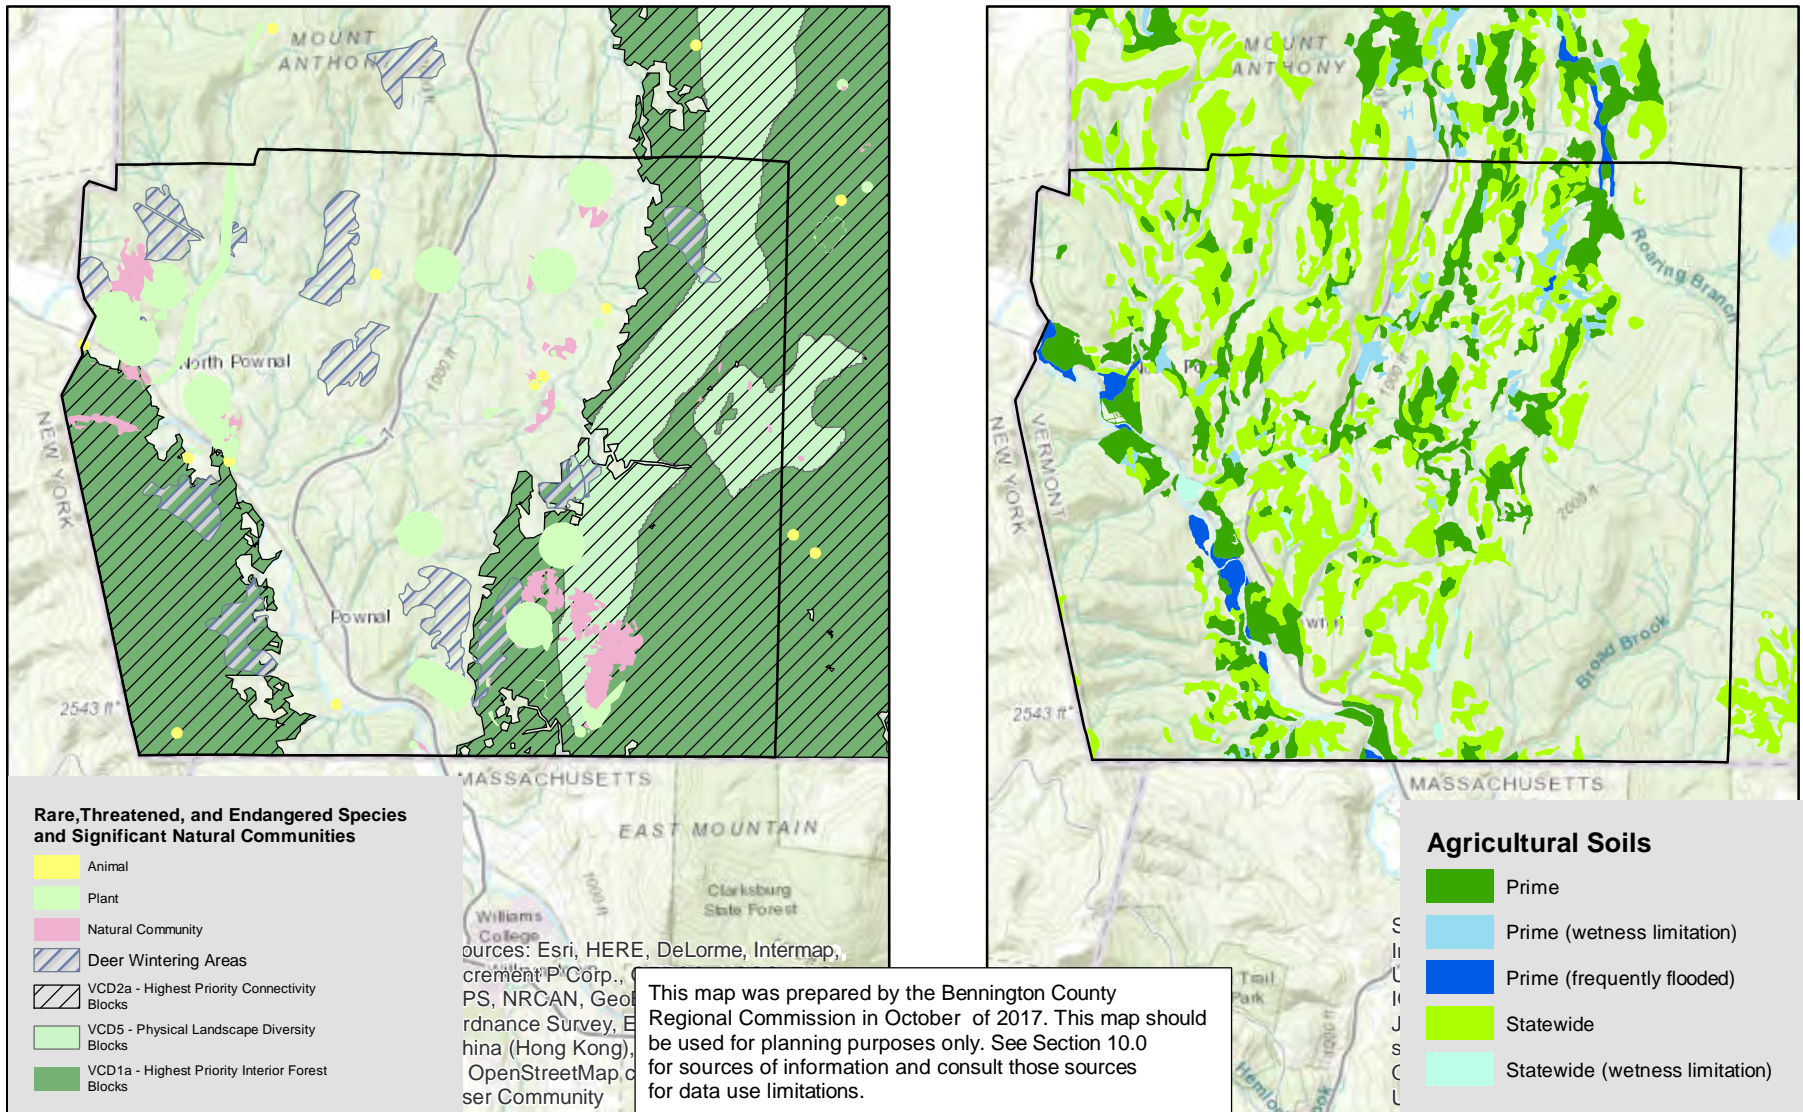 MOUNT
ANTHONY
North Pownal
1000 ft
NEW YORK
Pownal
2543 ft
MASSACHUSETTS
EAST MOUNTAIN
1000 ft
Clarksburg
State Forest
Williams
College
Rare,Threatened, and Endangered Species
and Significant Natural Communities
Animal
Plant
Natural Community
Deer Wintering Areas
VCD2a - Highest Priority Connectivity
Blocks
VCD5 - Physical Landscape Diversity
Blocks
VCD1a - Highest Priority Interior Forest
Blocks
ources: Esri, HERE, DeLorme, Intermap,
crement P Corp.,
PS, NRCAN,
rdnance Survey,
hina (Hong Kong),
OpenStreetMap
ser Community
This map was prepared by the Bennington County
Regional Commission in October of 2017. This map should
be used for planning purposes only. See Section 10.0
for sources of information and consult those sources
for data use limitations.
MOUNT
ANTHONY
Roaring Branch
VERMONT
NEW YORK
2000 ft
Broad Brook
2543 ft
MASSACHUSETTS
Trail
1000 ft
Agricultural Soils
Prime
Prime (wetness limitation)
Prime (frequently flooded)
Statewide
Statewide (wetness limitation)